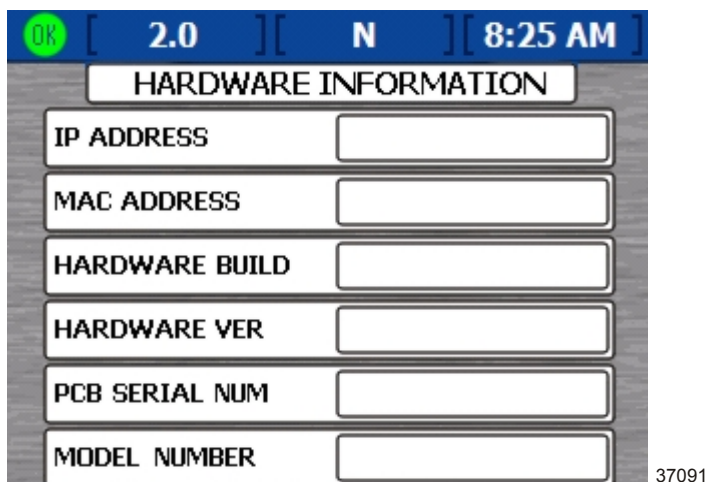 OK [ 2.0 ][ N ][ 8:25 AM ]
HARDWARE INFORMATION
IP ADDRESS
MAC ADDRESS
HARDWARE BUILD
HARDWARE VER
PCB SERIAL NUM
MODEL NUMBER
37091